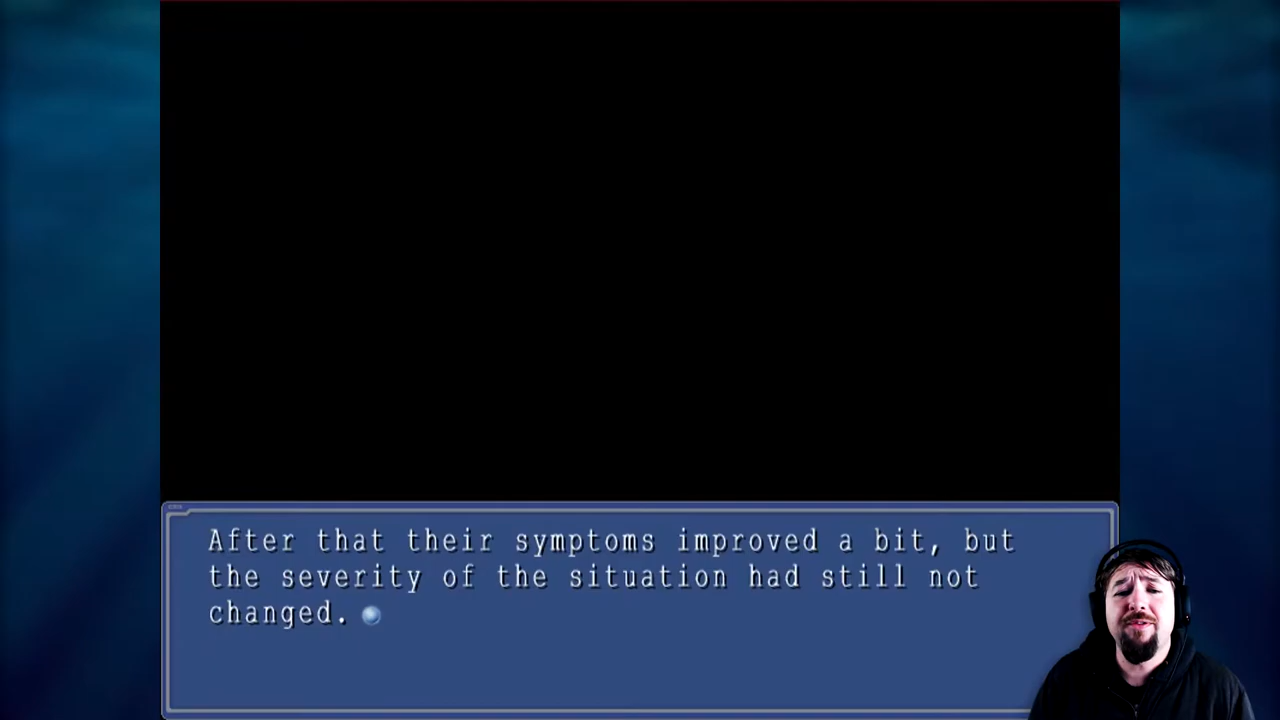 After that their symptoms improved a bit, but
the severity of the situation had still not
changed.